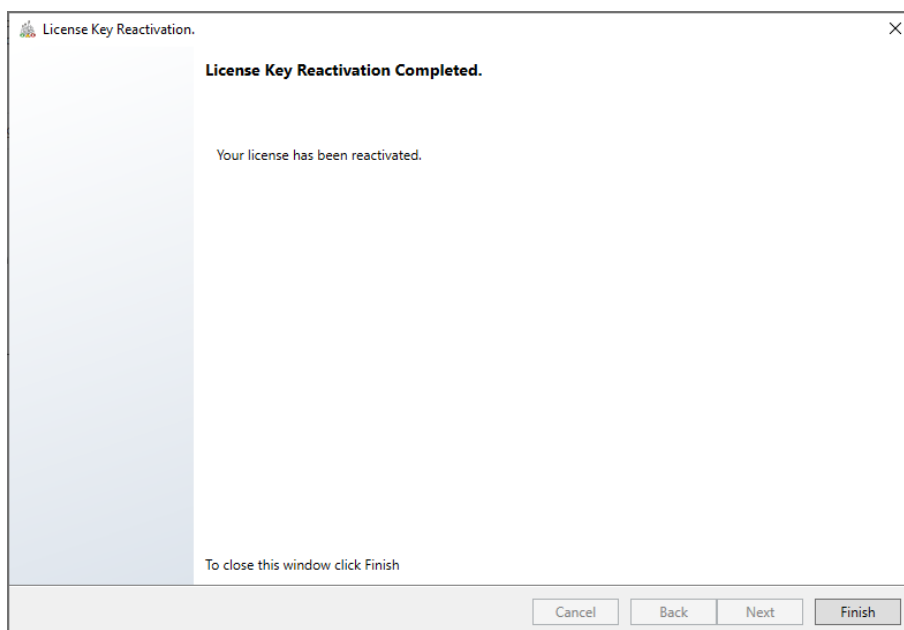 License Key Reactivation.
License Key Reactivation Completed.
Your license has been reactivated.
To close this window click Finish
Cancel
Back
Next
Finish